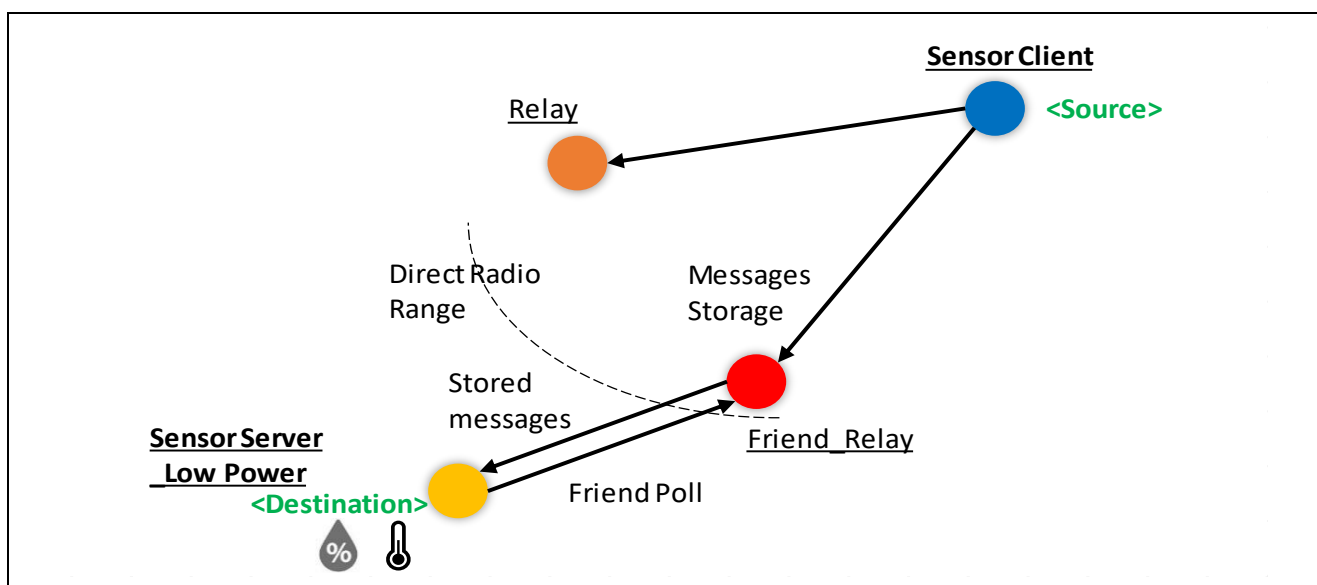 Sensor Client
<Source>
Relay
Direct Radio
Range
Messages
Storage
Stored
messages
Friend_Relay
Sensor Server
_Low Power
<Destination>
Friend Poll
%